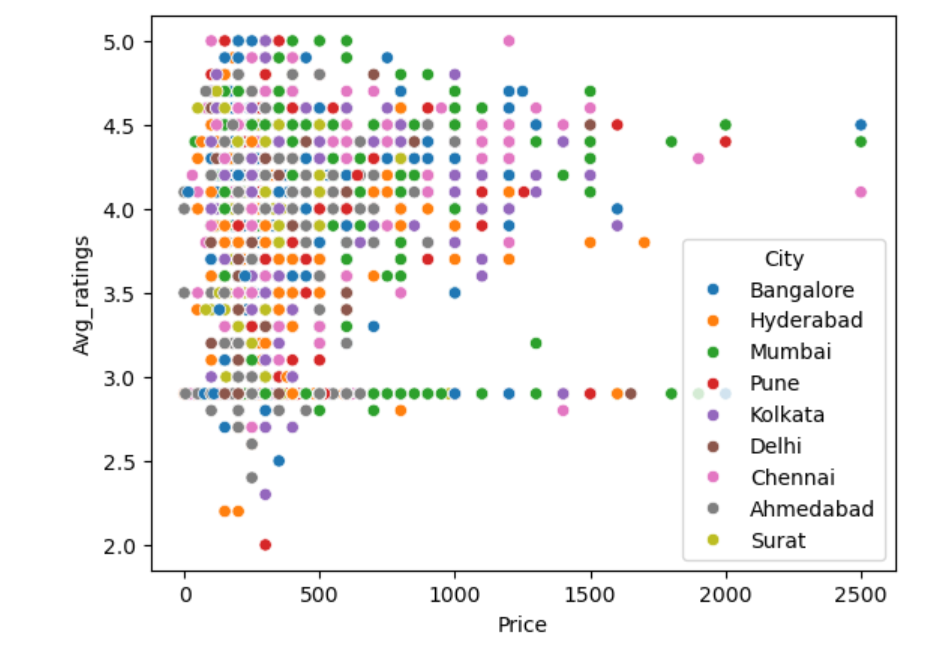 5.0
4.5
4.0
3.5
3.0
2.5
2.0
Avg_ratings
City
Bangalore
Hyderabad
Mumbai
Pune
Kolkata
Delhi
Chennai
Ahmedabad
Surat
0 500 1000 1500 2000 2500
Price